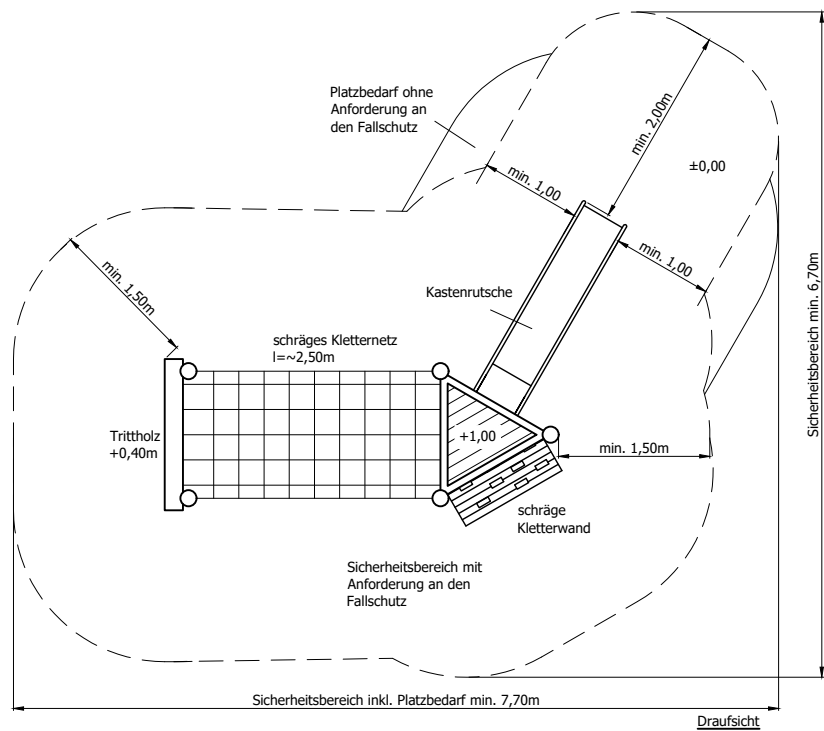 Platzbedarf ohne
Anforderung an
den Fallschutz
min. 2,00m
±0,00
min. 1,00
min. 1,00
min. 1,50m
Kastenrutsche
schräges Kletternetz
l=~2,50m
Tritthol​z
+0,40m
+1,00
min. 1,50m
schräge
Kletterwand
Sicherheitsbereich mit
Anforderung an den
Fallschutz
Sicherheitsbereich min. 6,70m
Sicherheitsbereich inkl. Platzbedarf min. 7,70m
Draufsicht